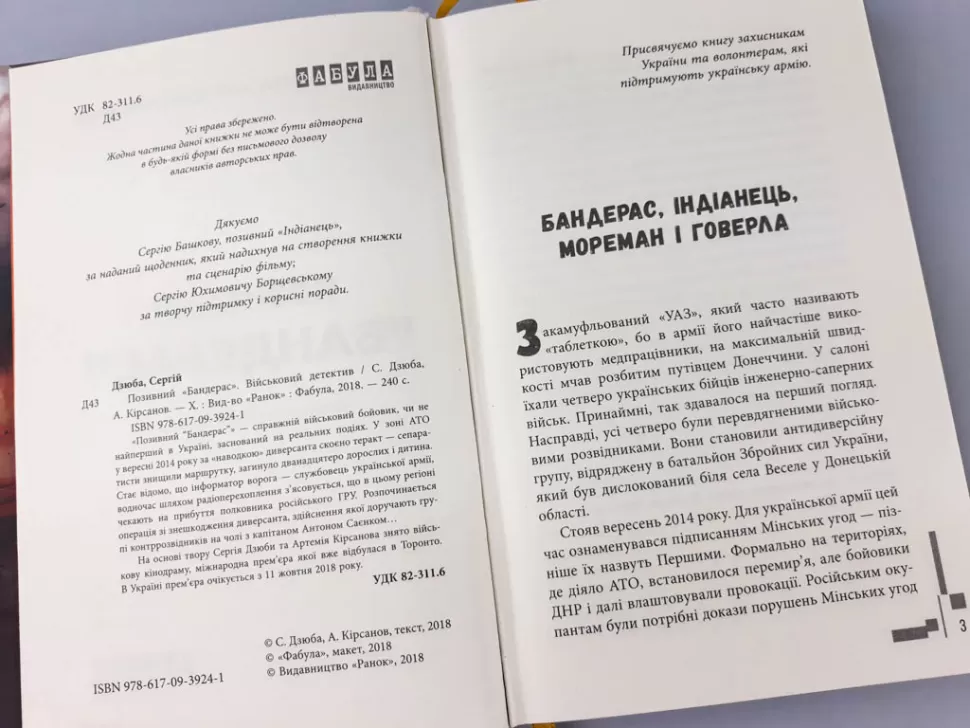 УДК 82-311.6
Д43
ФАБУЛА
ВИДАВНИЦТВО
Усі права збережено.
Жодна частина даної книжки не може бути відтворена
в будь-якій формі без письмового дозволу
власників авторських прав.
Дякуємо
Сергію Башкову, позивний «Індіанець»,
за наданий щоденник, який надихнув на створення книжки
та сценарію фільму;
Сергію Юхимовичу Борщевському
за творчу підтримку і корисні поради.
Дзюба, Сергій
Д43 Позивний «Бандерас». Військовий детектив / С. Дзюба,
А. Кірсанов. — Х. : Вид-во «Ранок» : Фабула, 2018. — 240 с.
ISBN 978-617-09-3924-1
«Позивний "Бандерас"» — справжній військовий бойовик, чи не
найперший в Україні, заснований на реальних подіях. У зоні АТО
у вересні 2014 року за «наводкою» диверсанта скоєно теракт — сепара-
тисти знищили маршрутку, загинуло дванадцятеро дорослих і дитина.
Стає відомо, що інформатор ворога — службовець української армії,
водночас шляхом радіоперехоплення з'ясовується, що в цьому регіоні
чекають на прибуття полковника російського ГРУ. Розпочинається
операція зі знешкодження диверсанта, здійснення якої доручають гру-
пі контррозвідників на чолі з капітаном Антоном Саєнком...
На основі твору Сергія Дзюби та Артемія Кірсанова знято війсь-
кову кінодраму, міжнародна прем'єра якої вже відбулася в Торонто.
В Україні прем'єра очікується з 11 жовтня 2018 року.
УДК 82-311.6
© С. Дзюба, А. Кірсанов, текст, 2018
© «Фабула», макет, 2018
© Видавництво «Ранок», 2018
ISBN 978-617-09-3924-1
Присвячуємо книгу захисникам
України та волонтерам, які
підтримують українську армію.
БАНДЕРАС, ІНДІАНЕЦЬ,
МОРЕМАН І ГОВЕРЛА
Закамуфльований «УАЗ», який часто називають
«таблеткою», бо в армії його найчастіше вико-
ристовують медпрацівники, на максимальній швид-
кості мчав розбитим путівцем Донеччини. У салоні
їхали четверо українських бійців інженерно-саперних
військ. Принаймні, так здавалося на перший погляд.
Насправді, усі четверо були перевдягненими військо-
вими розвідниками. Вони становили антидиверсійну
групу, відряджену в батальйон Збройних сил України,
який був дислокований біля села Веселе у Донецькій
області.
Стояв вересень 2014 року. Для української армії цей
час ознаменувався підписанням Мінських угод — піз-
ніше їх назвуть Першими. Формально на територіях,
де діяло АТО, встановилося перемир'я, але бойовики
ДНР і далі влаштовували провокації. Російським оку-
пантам були потрібні докази порушень Мінських угод
3